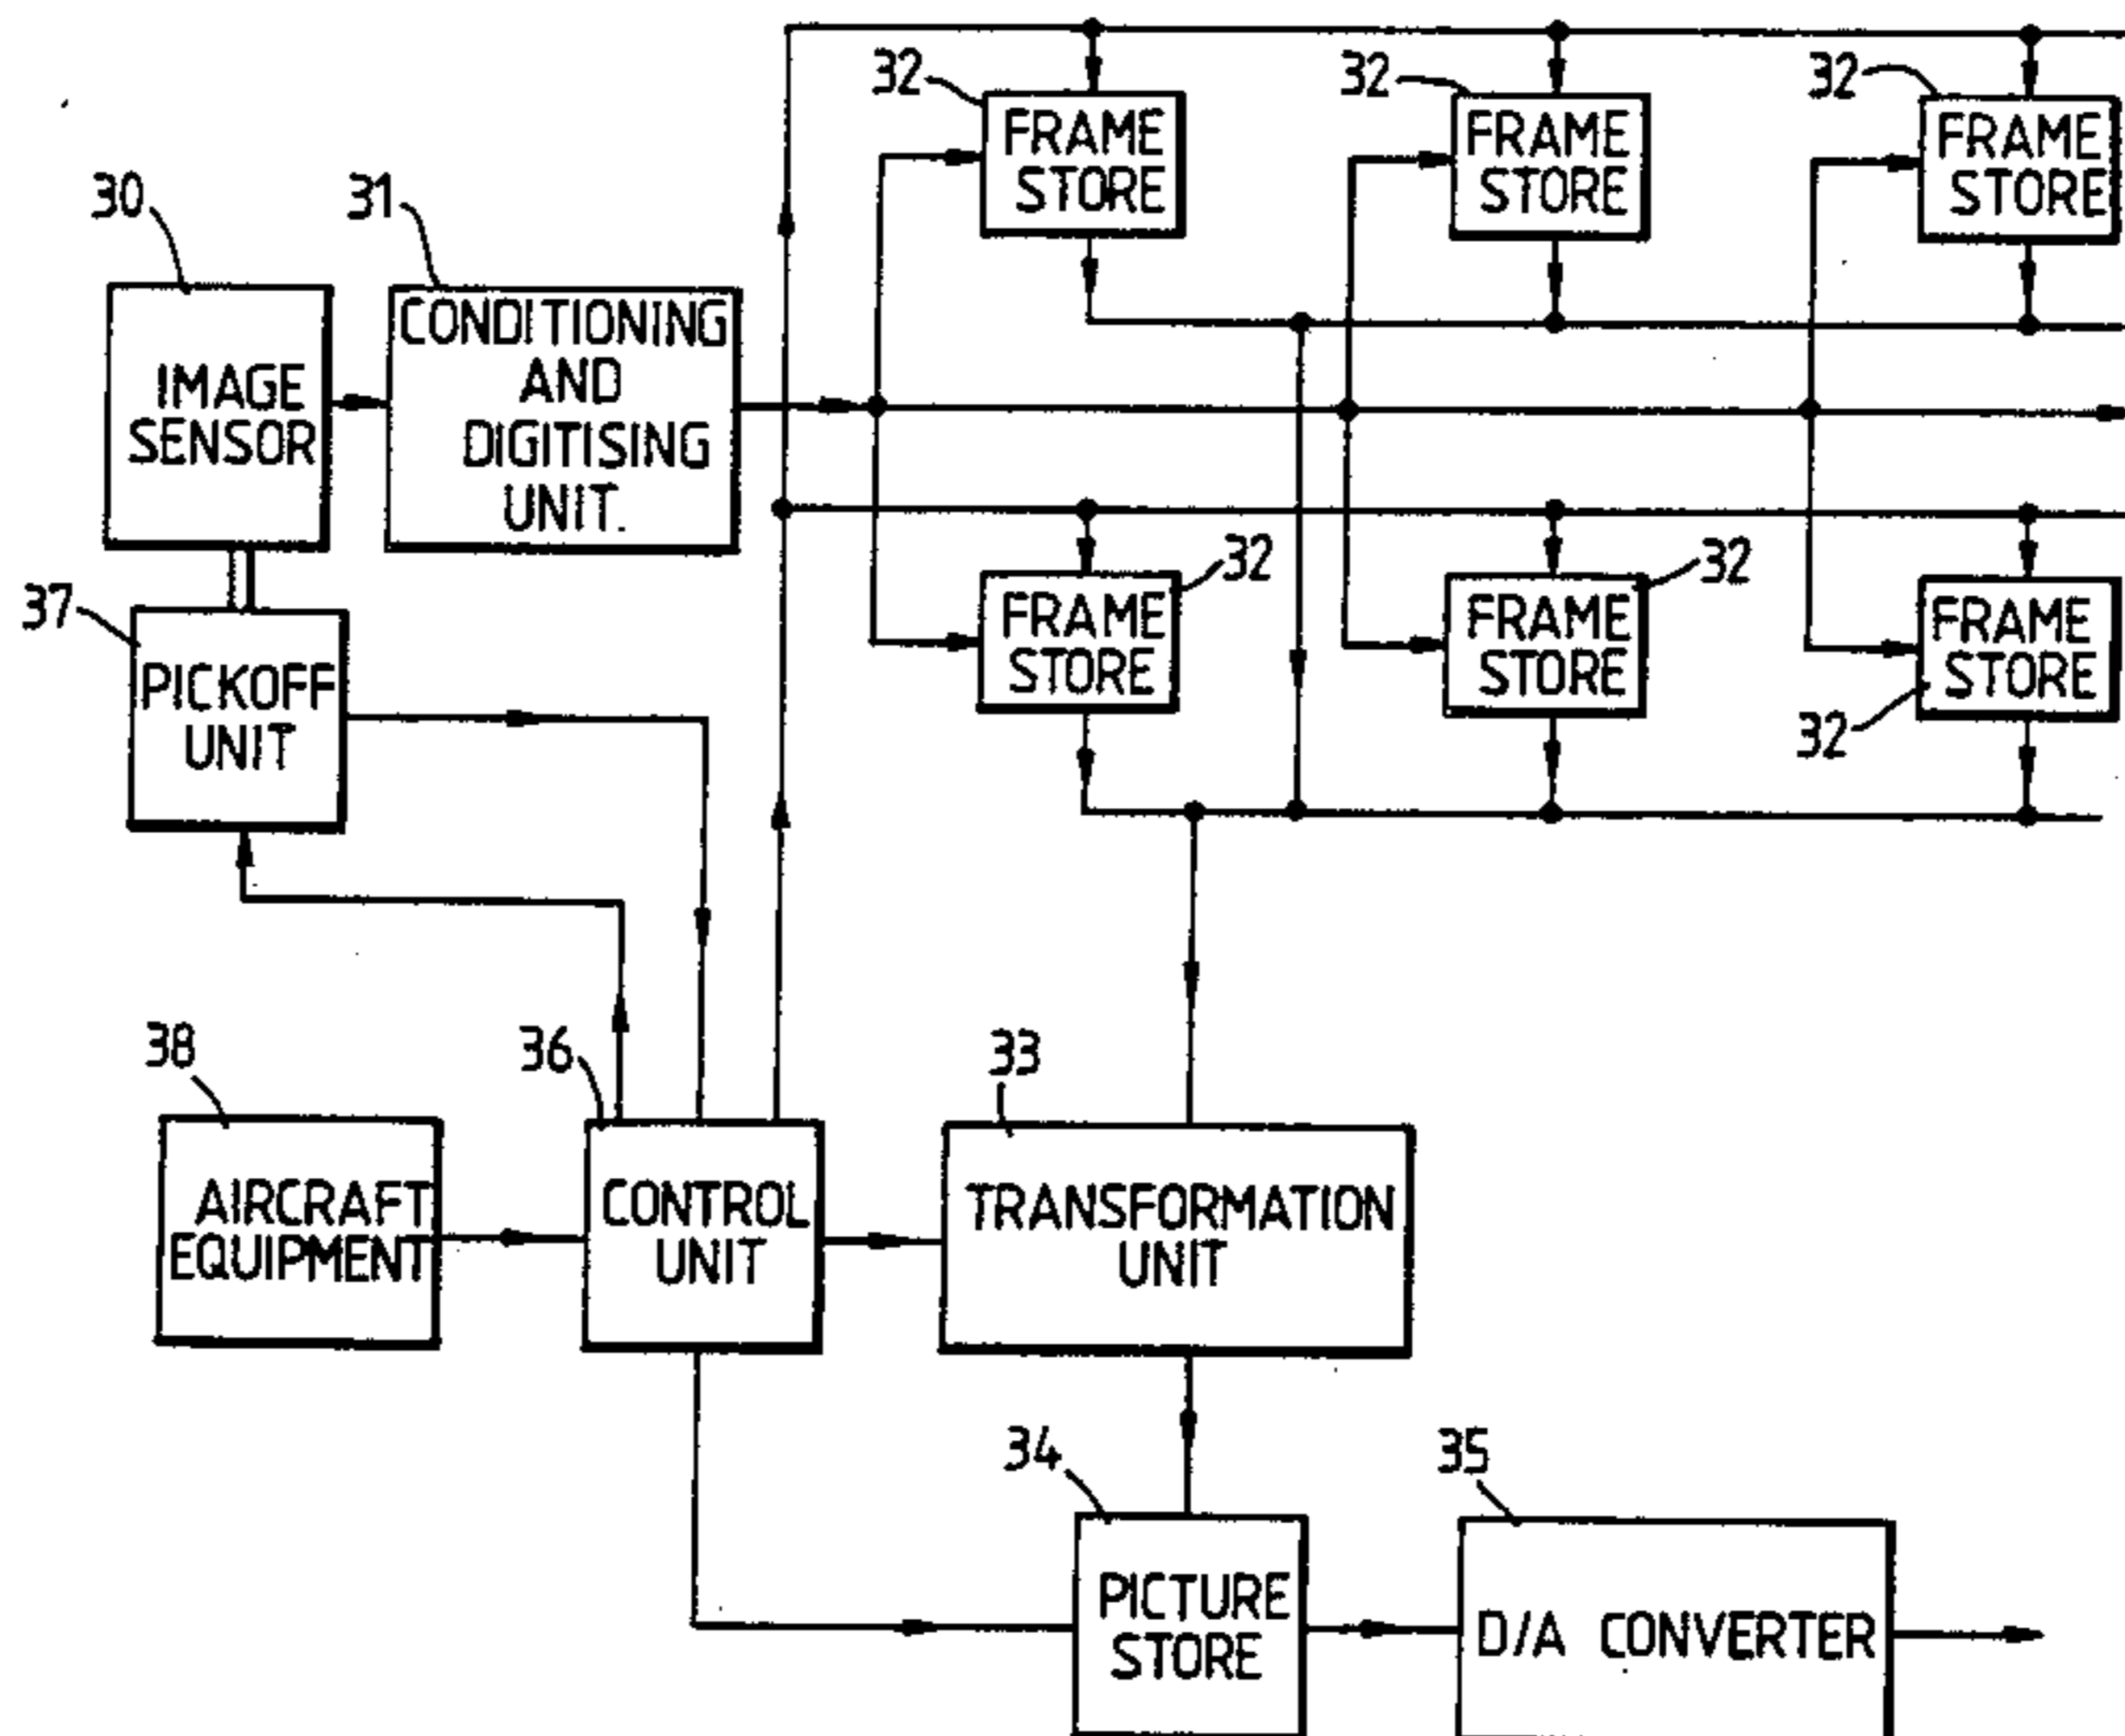 32
FRAME
STORE
32
FRAME
STORE
32
FRAME
STORE
30
IMAGE
SENSOR
31
CONDITIONING
AND
DIGITISING
UNIT.
37
PICKOFF
UNIT
32
FRAME
STORE
32
FRAME
STORE
32
FRAME
STORE
38
AIRCRAFT
EQUIPMENT
36
CONTROL
UNIT
33
TRANSFORMATION
UNIT
34
PICTURE
STORE
35
D/A CONVERTER